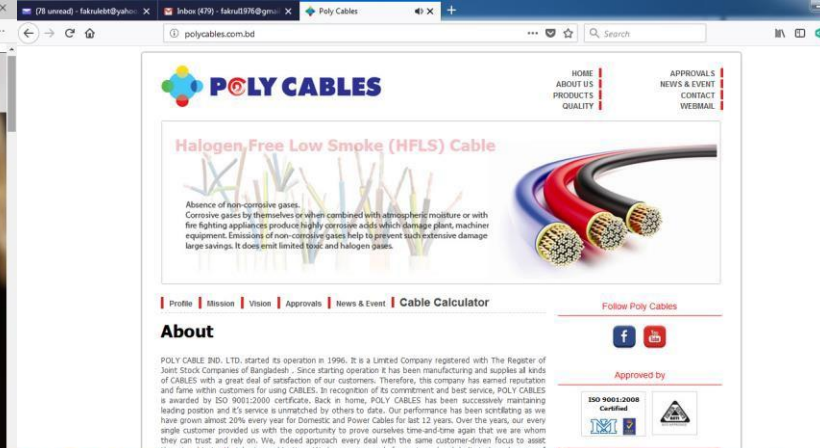 (78 unread) - fakrulebt@yahoo.
Inbox (479) - fakrul1976@gmai
Poly Cables
polycables.com.bd
Search
POLY CABLES
HOME
ABOUT US
PRODUCTS
QUALITY
APPROVALS
NEWS & EVENT
CONTACT
WEBMAIL
Halogen Free Low Smoke (HFLS) Cable
Absence of non-corrosive gases.
Corrosive gases by themselves or when combined with atmospheric moisture or with
fire fighting appliances produce highly corrosive acids which damage plant, machiner
equipment. Emissions of non-corrosive gases help to prevent such extensive damage
large savings. It does emit limited toxic and halogen gases.
Profile Mission Vision Approvals News & Event Cable Calculator
About
POLY CABLE IND. LTD. started its operation in 1996. It is a Limted Company registered with The Register of
Joint Stock Companies of Bangladesh . Since starting operation it has been manufacturing and supplies all kinds
of CABLES with a great deal of satisfaction of our customers. Therefore, this company has earned reputation
and fame within customers for using CABLES. In recognition of its commitment and best service, POLY CABLES
is awarded by ISO 9001:2000 certificate. Back in home, POLY CABLES has been successively maintaining
leading position and it's service is unmatched by others to date. Our performance has been scintillating as we
have grown almost 20% every year for Domestic and Power Cables for last 12 years. Over the years, our every
single customer provided us with the opportunity to prove ourselves time-and-time again that we are whom
they can trust and rely on. We, indeed approach every deal with the same customer-driven focus to assist
Follow Poly Cables
Approved by
ISO 9001:2008
Certified